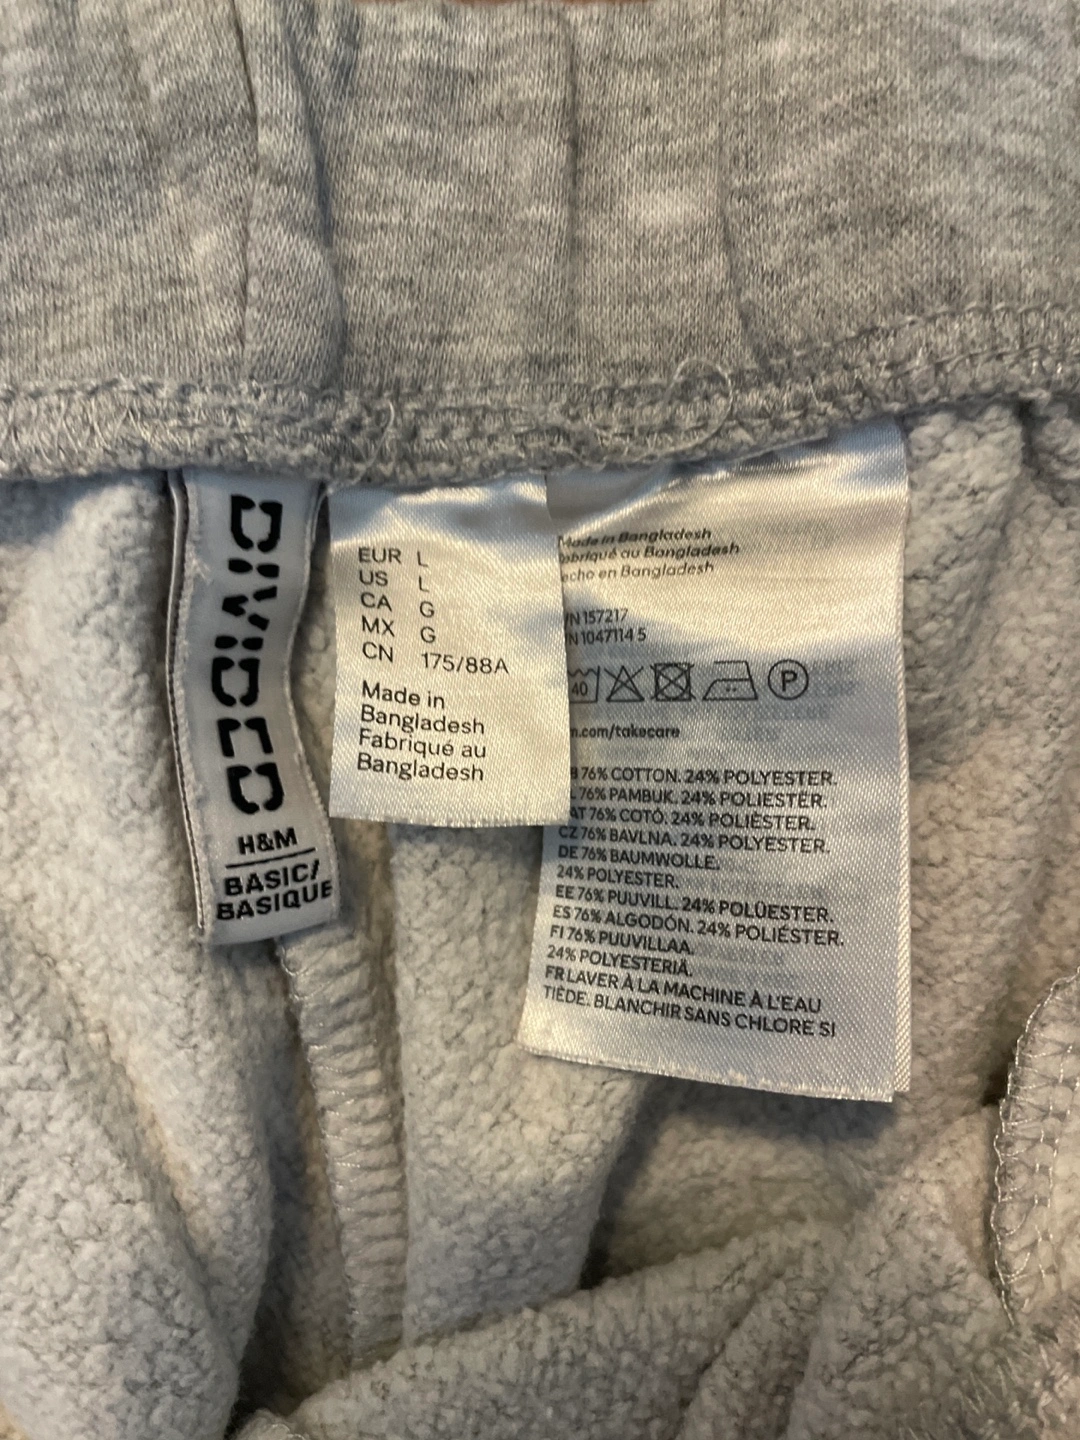 DIVIDED
H&M
BASIC/
BASIQUE
EUR L
US L
CA G
MX G
CN 175/88A
Made in
Bangladesh
Fabriqué au
Bangladesh
Made in Bangladesh
abriqué au Bangladesh
echo en Bangladesh
N 157217
N 1047114 5
40
P
.com/takecare
76% COTTON. 24% POLYESTER.
76% PAMBUK. 24% POLIESTER.
AT 76% COTÓ. 24% POLIÈSTER.
CZ 76% BAVLNA. 24% POLYESTER.
DE 76% BAUMWOLLE.
24% POLYESTER.
EE 76% PUUVILL. 24% POLÜESTER.
ES 76% ALGODÓN. 24% POLIÉSTER.
FI 76% PUUVILLAA.
24% POLYESTERIÄ.
FR LAVER À LA MACHINE À L'EAU
TIÈDE. BLANCHIR SANS CHLORE SI